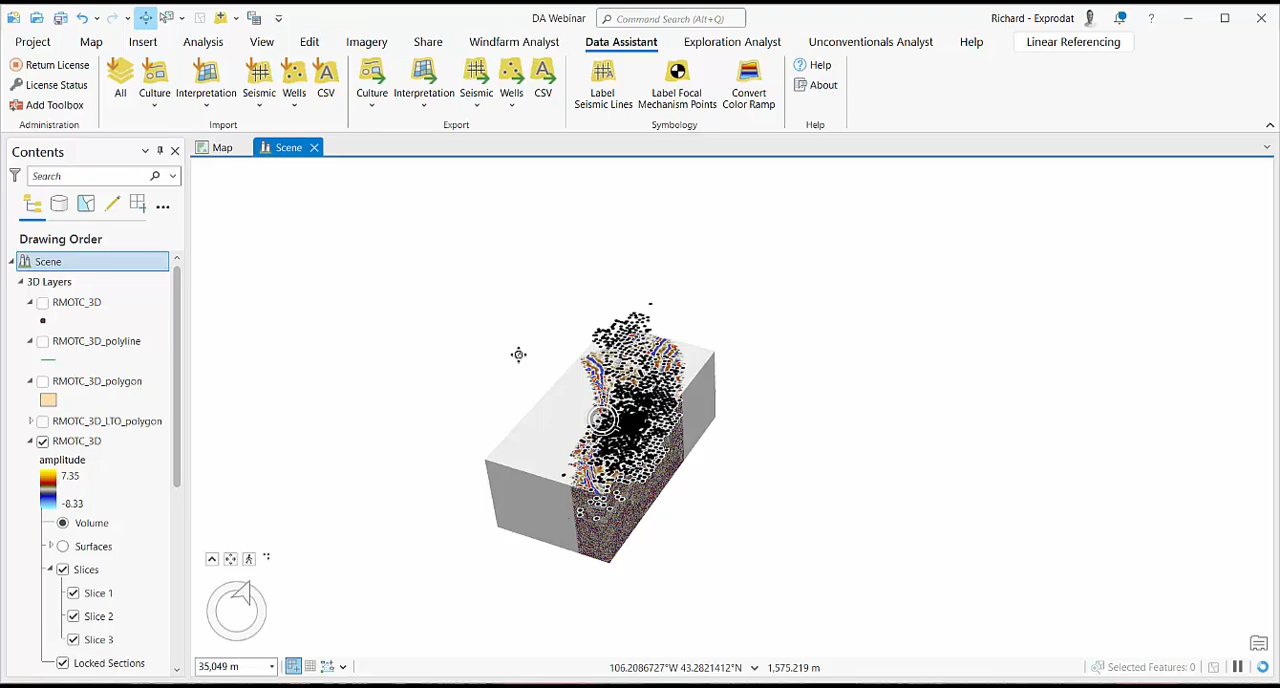 DA Webinar
Command Search (Alt+Q)
Richard - Exprodat
?
Project Map Insert Analysis View Edit Imagery Share Windfarm Analyst Data Assistant Exploration Analyst Unconventionals Analyst Help Linear Referencing
Return License
License Status
Add Toolbox
Administration
All Culture Interpretation Seismic Wells CSV
Import
Culture Interpretation Seismic Wells CSV
Export
Label Seismic Lines
Label Focal Mechanism Points
Convert Color Ramp
Symbology
Help
About
Help
Contents
Map
Scene
Search
Drawing Order
Scene
3D Layers
RMOTC_3D
RMOTC_3D_polyline
RMOTC_3D_polygon
RMOTC_3D_LTO_polygon
RMOTC_3D
amplitude
7.35
-8.33
Volume
Surfaces
Slices
Slice 1
Slice 2
Slice 3
Locked Sections
35,049 m
106.2086727°W 43.2821412°N
1,575.219 m
Selected Features: 0